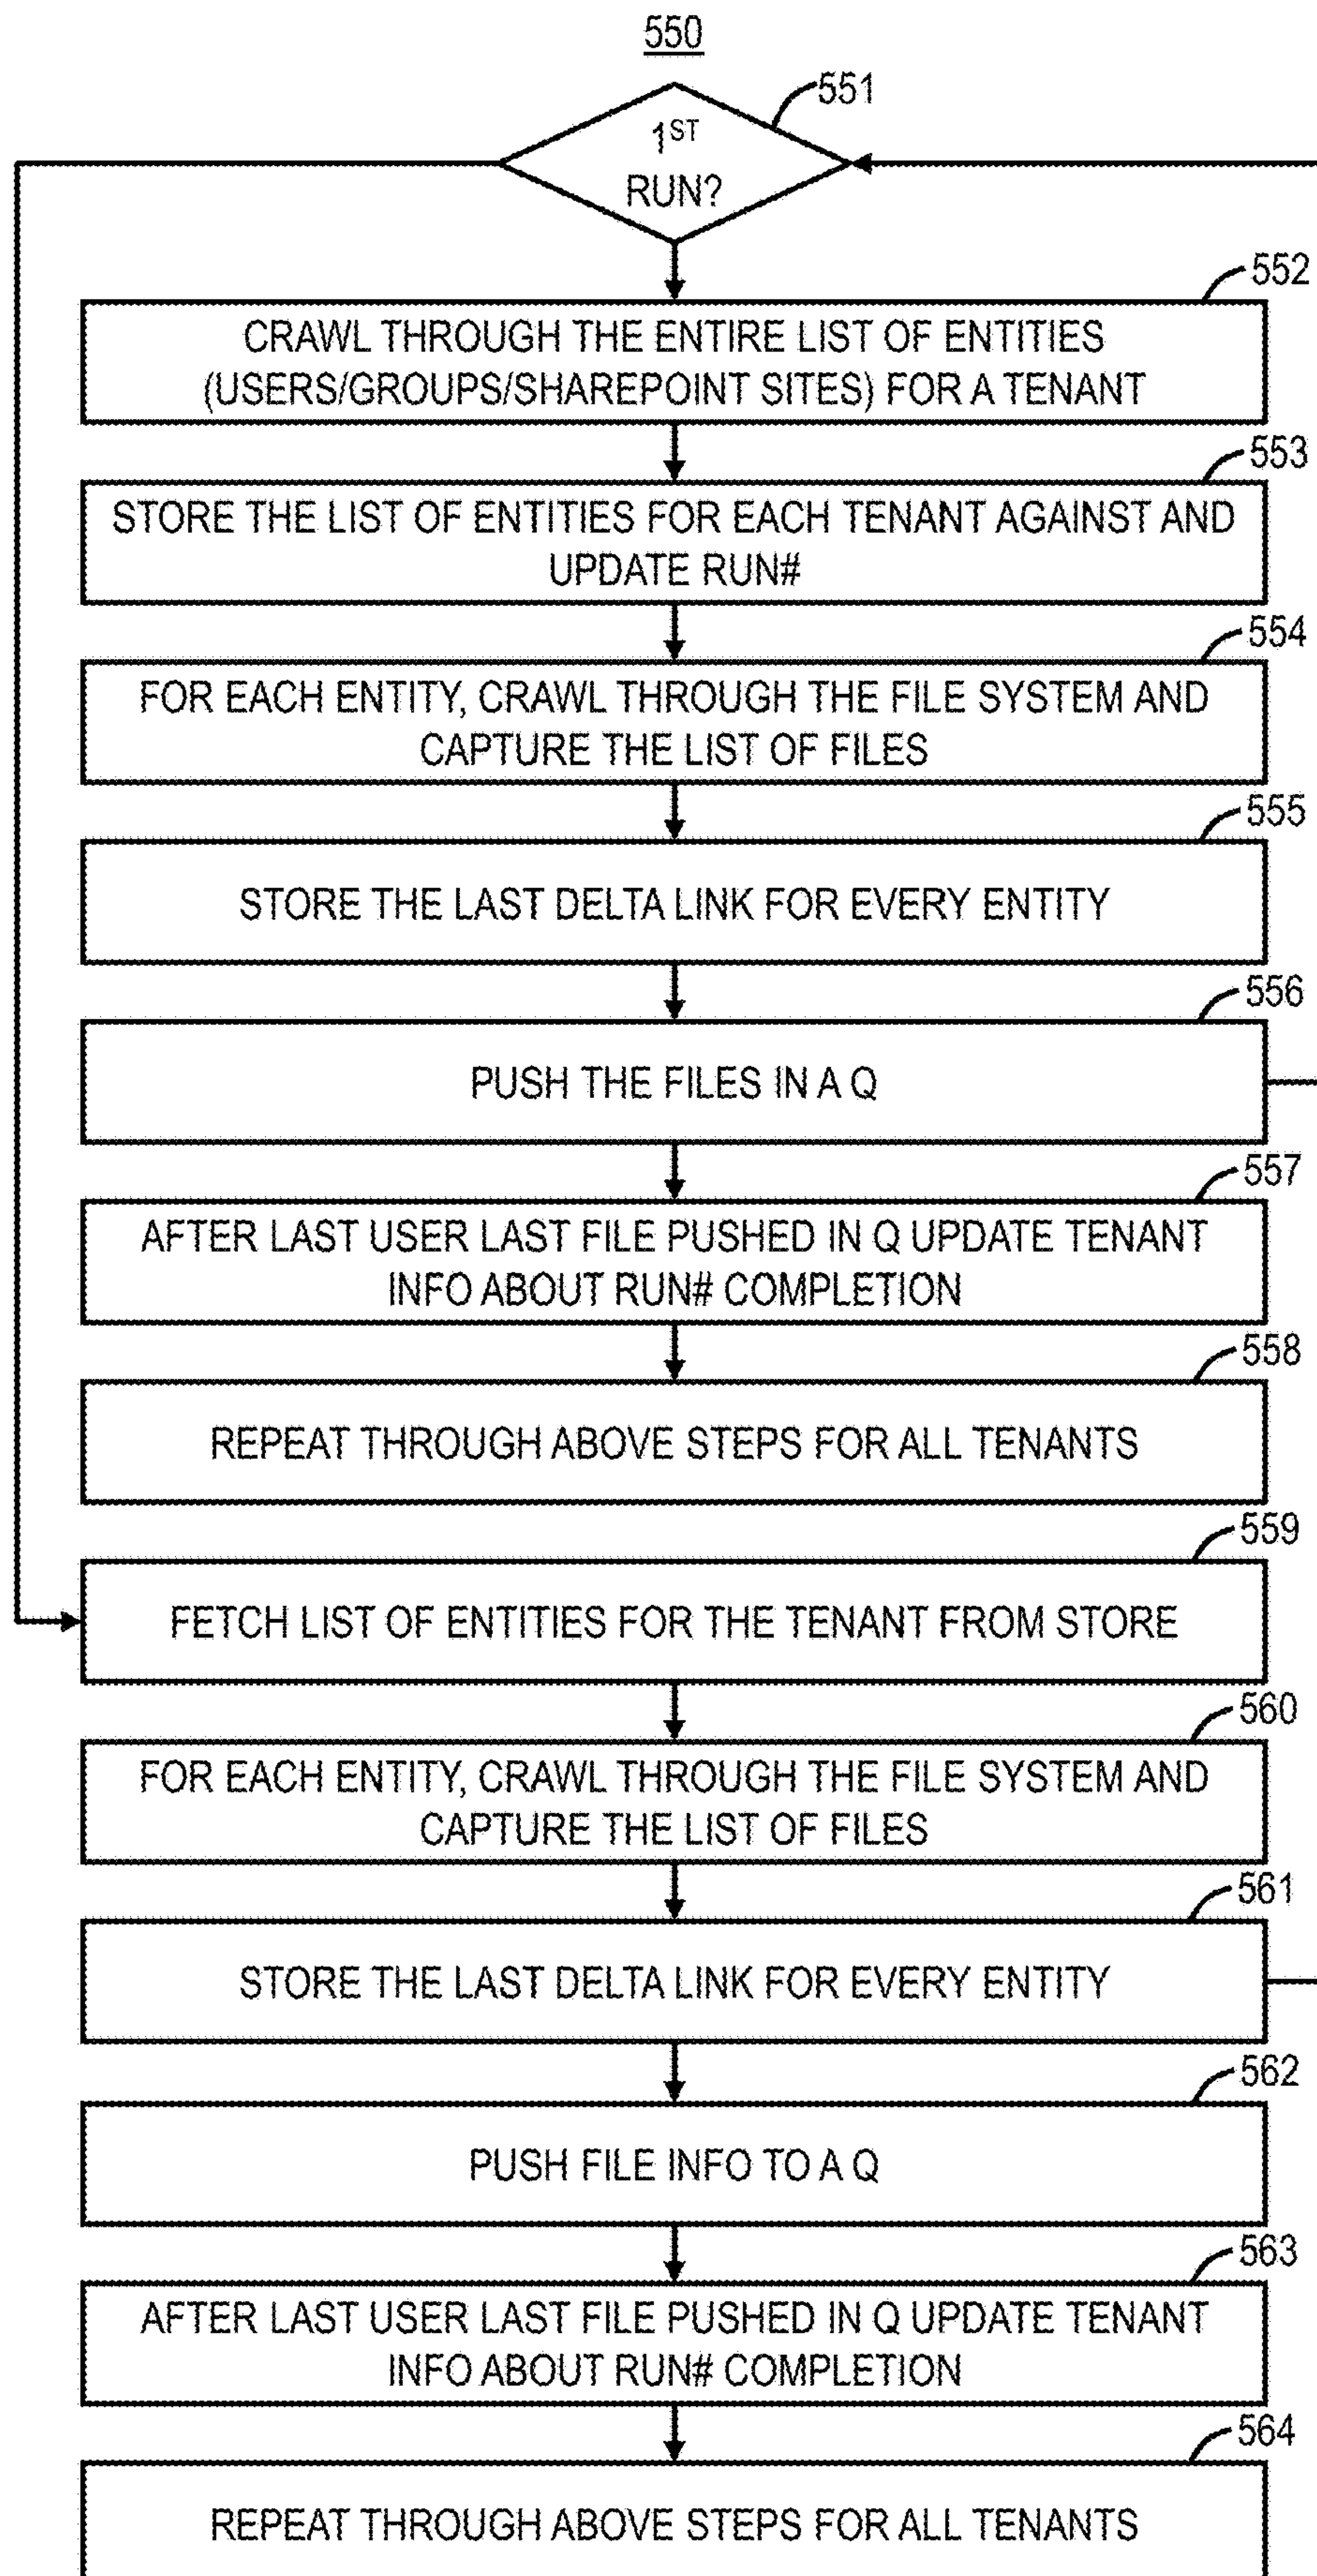 550
551
1ST
RUN?
552
CRAWL THROUGH THE ENTIRE LIST OF ENTITIES
(USERS/GROUPS/SHAREPOINT SITES) FOR A TENANT
553
STORE THE LIST OF ENTITIES FOR EACH TENANT AGAINST AND
UPDATE RUN#
554
FOR EACH ENTITY, CRAWL THROUGH THE FILE SYSTEM AND
CAPTURE THE LIST OF FILES
555
STORE THE LAST DELTA LINK FOR EVERY ENTITY
556
PUSH THE FILES IN A Q
557
AFTER LAST USER LAST FILE PUSHED IN Q UPDATE TENANT
INFO ABOUT RUN# COMPLETION
558
REPEAT THROUGH ABOVE STEPS FOR ALL TENANTS
559
FETCH LIST OF ENTITIES FOR THE TENANT FROM STORE
560
FOR EACH ENTITY, CRAWL THROUGH THE FILE SYSTEM AND
CAPTURE THE LIST OF FILES
561
STORE THE LAST DELTA LINK FOR EVERY ENTITY
562
PUSH FILE INFO TO A Q
563
AFTER LAST USER LAST FILE PUSHED IN Q UPDATE TENANT
INFO ABOUT RUN# COMPLETION
564
REPEAT THROUGH ABOVE STEPS FOR ALL TENANTS